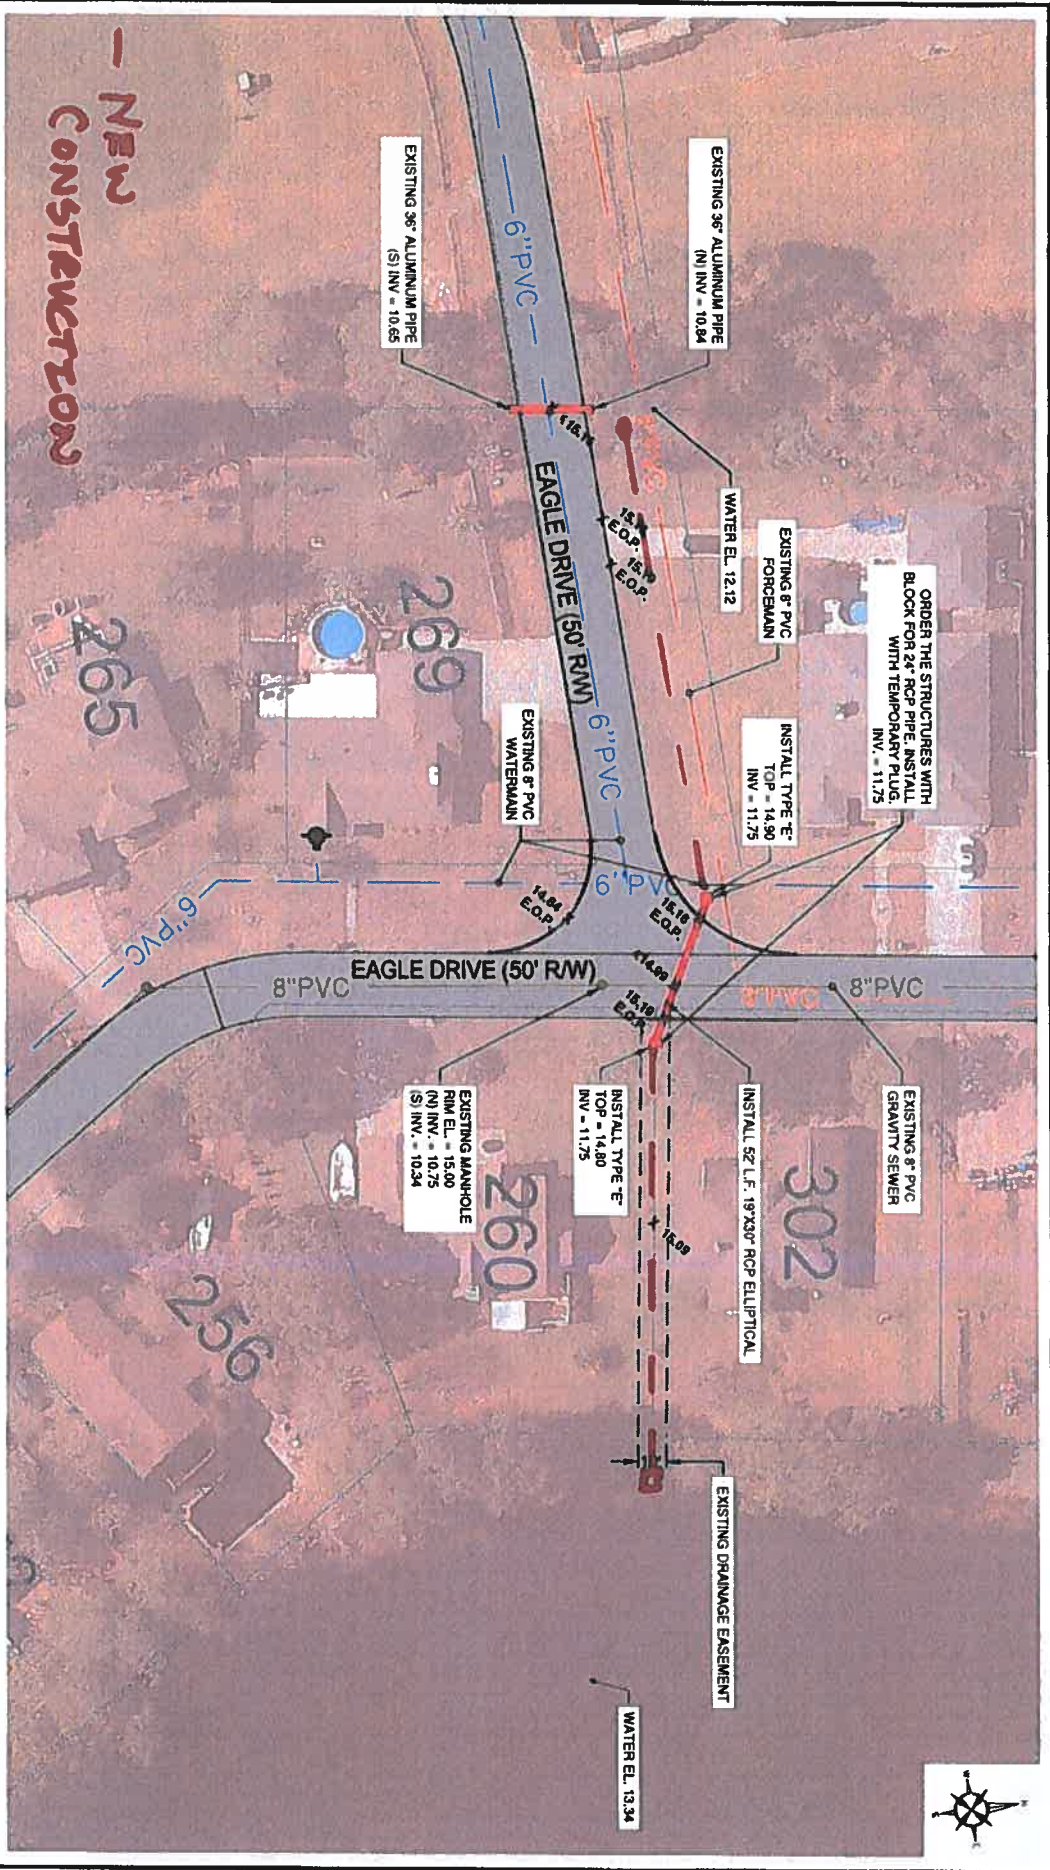 — NEW
CONSTRUCTION
EXISTING 36" ALUMINUM PIPE
(N) INV = 10.84
EXISTING 36" ALUMINUM PIPE
(S) INV = 10.65
WATER EL. 12.12
EXISTING 8" PVC
FORCEMAIN
ORDER THE STRUCTURES WITH
BLOCK FOR 24" RCP PIPE. INSTALL
WITH TEMPORARY PLUG.
INV. = 11.75
INSTALL TYPE "E"
TOP = 14.90
INV = 11.75
EXISTING 8" PVC
WATERMAIN
6"PVC
6"PVC
6"PVC
6"PVC
EAGLE DRIVE (50' R/W)
E.O.P.
E.O.P.
14.84
E.O.P.
15.16
E.O.P.
14.99
15.18
E.O.P.
EAGLE DRIVE (50' R/W)
8"PVC
8"PVC
8"PVC
269
265
EXISTING 8" PVC
GRAVITY SEWER
INSTALL 52' L.F. 19"X30" RCP ELLIPTICAL
INSTALL TYPE "E"
TOP = 14.80
INV = 11.75
EXISTING MANHOLE
RIM EL. = 15.00
(N) INV. = 10.75
(S) INV. = 10.34
302
260
256
15.09
EXISTING DRAINAGE EASEMENT
WATER EL. 13.34
N
W
S
E